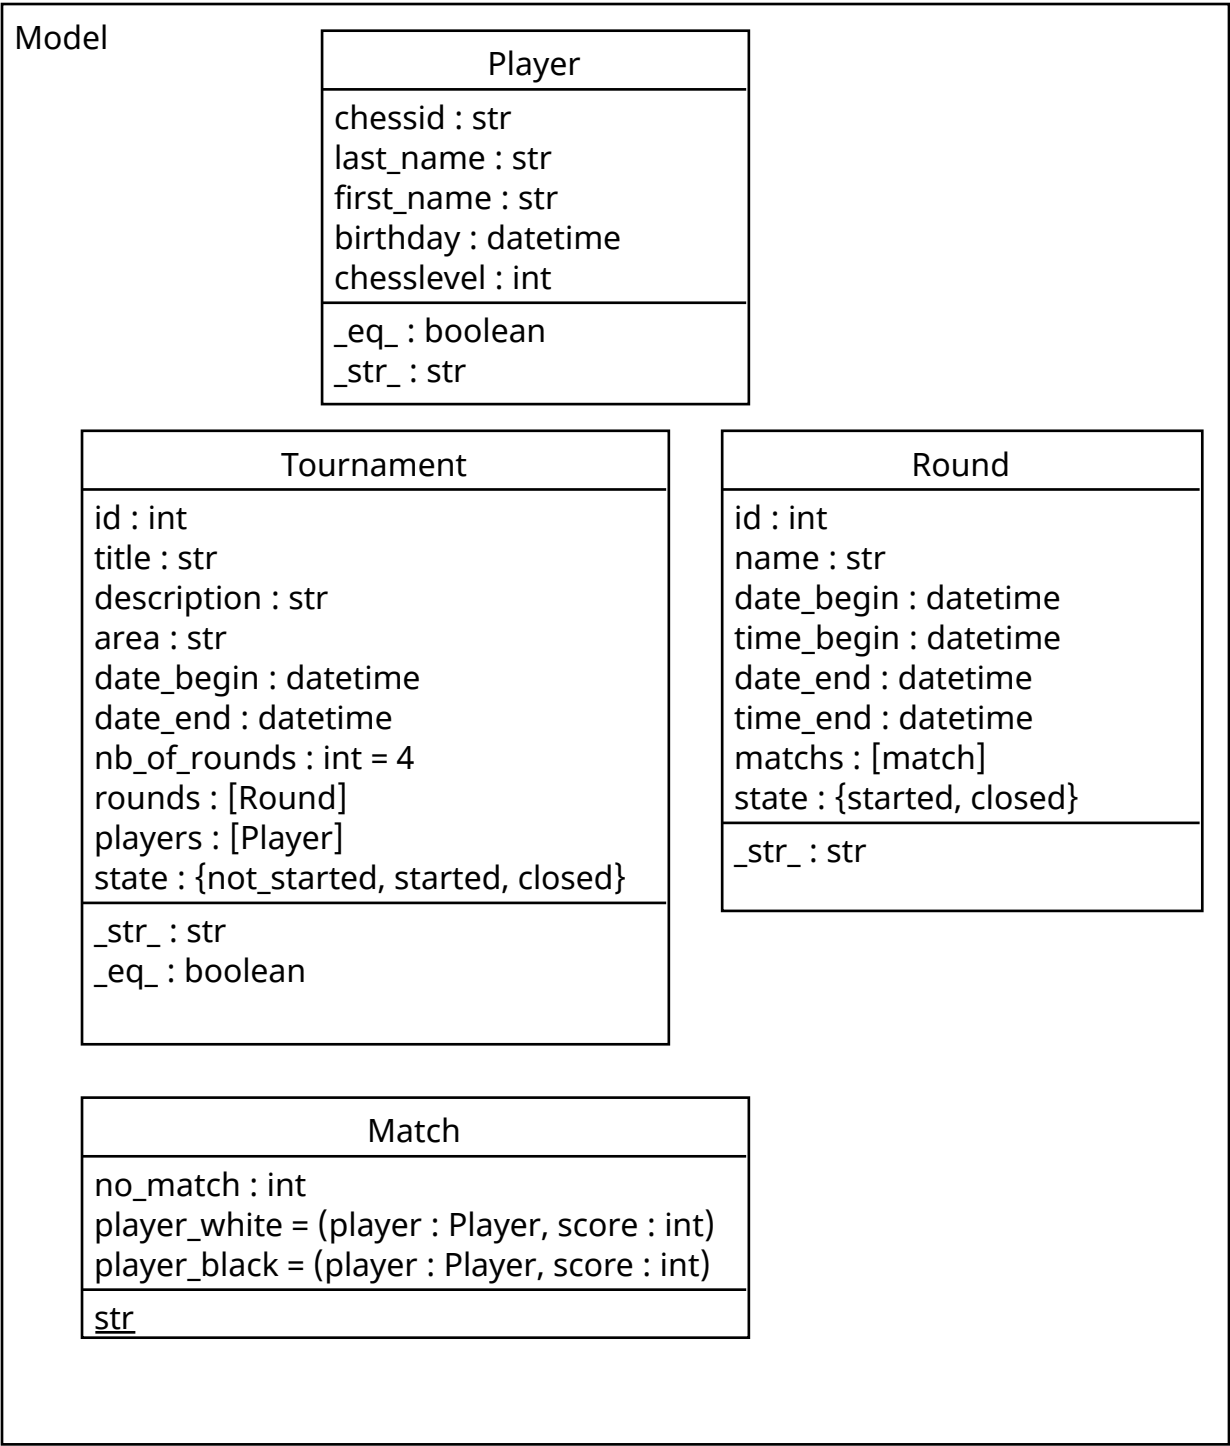 Model
Player
chessid : str
last_name : str
first_name : str
birthday : datetime
chesslevel : int
_eq_ : boolean
_str_ : str
Tournament
id : int
title : str
description : str
area : str
date_begin : datetime
date_end : datetime
nb_of_rounds : int = 4
rounds : [Round]
players : [Player]
state : {not_started, started, closed}
_str_ : str
_eq_ : boolean
Round
id : int
name : str
date_begin : datetime
time_begin : datetime
date_end : datetime
time_end : datetime
matchs : [match]
state : {started, closed}
_str_ : str
Match
no_match : int
player_white = (player : Player, score : int)
player_black = (player : Player, score : int)
str